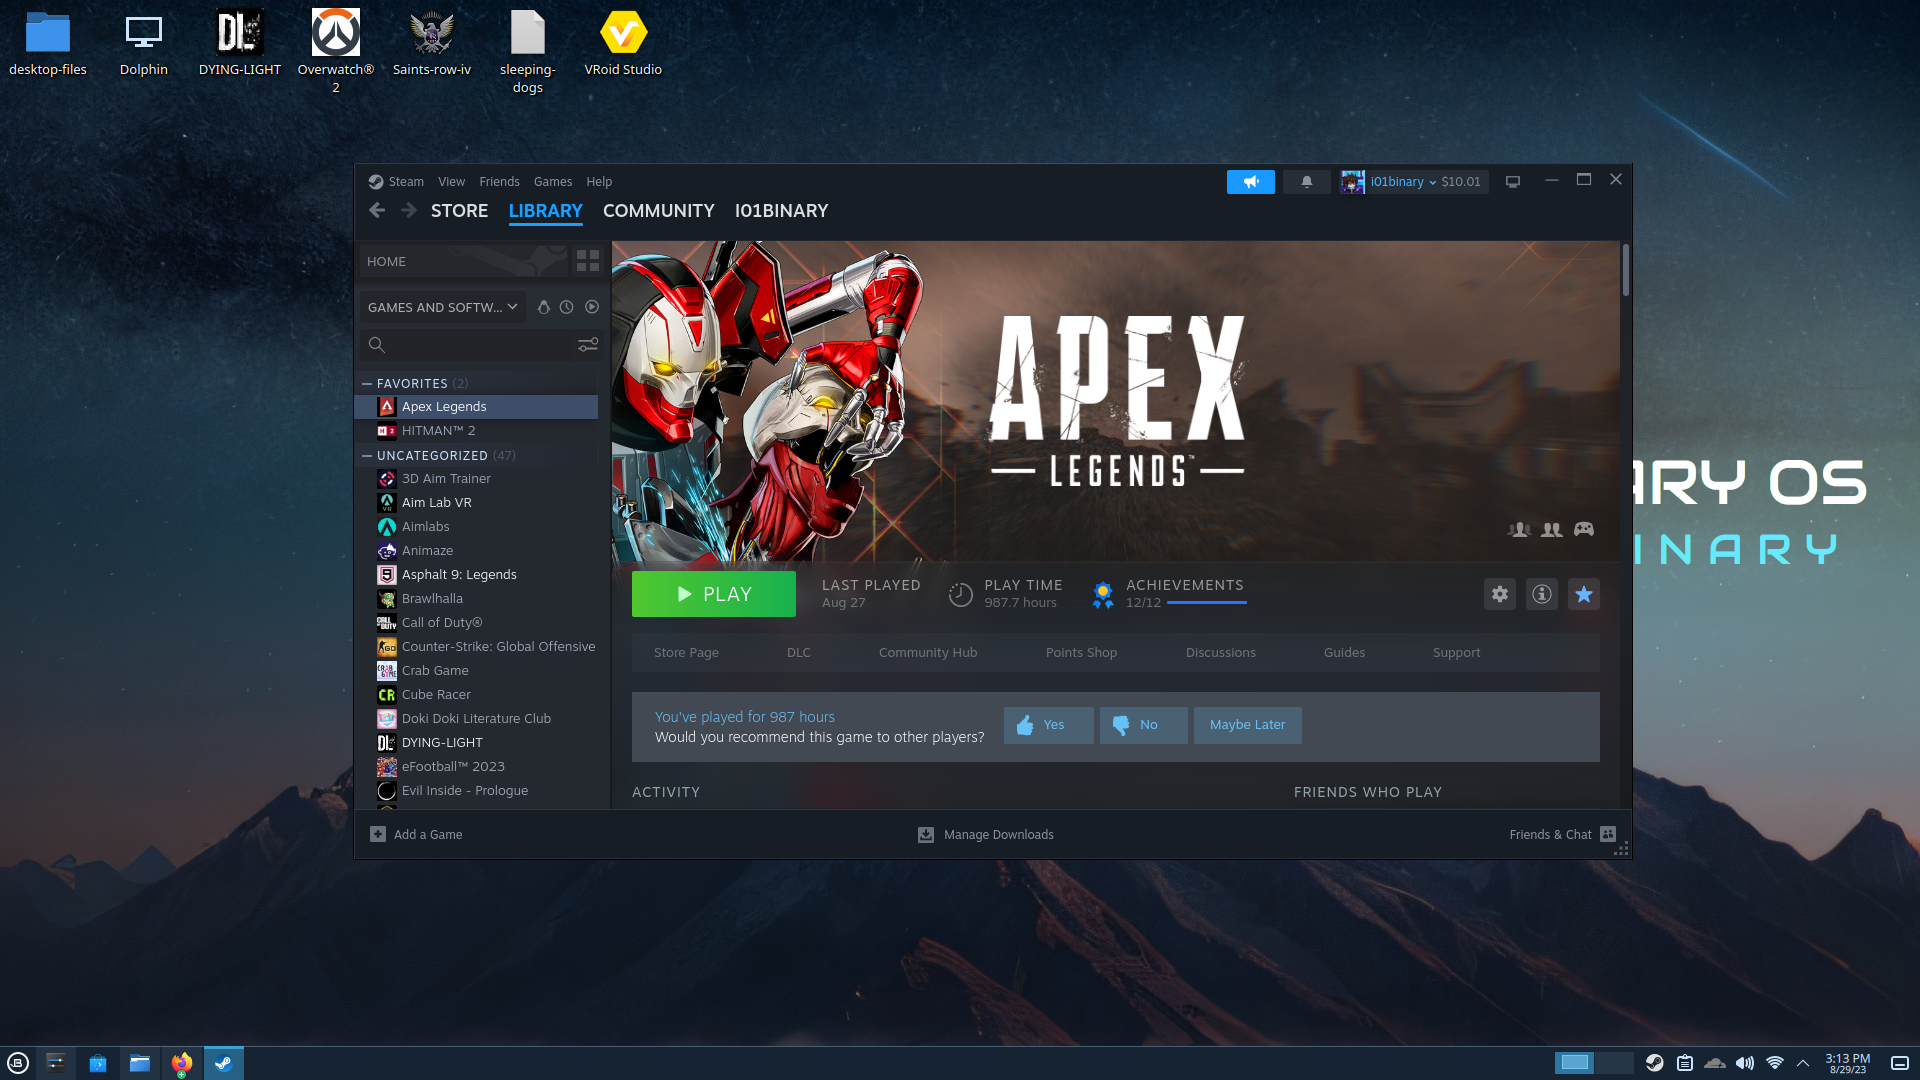 desktop-files
Dolphin
DYING-LIGHT
Overwatch®
2
Saints-row-iv
sleeping-
dogs
VRoid Studio
Steam View Friends Games Help
i01binary $10.01
STORE LIBRARY COMMUNITY I01BINARY
HOME
GAMES AND SOFTW...
FAVORITES (2)
Apex Legends
HITMAN™ 2
UNCATEGORIZED (47)
3D Aim Trainer
Aim Lab VR
Aimlabs
Animaze
Asphalt 9: Legends
Brawlhalla
Call of Duty®
Counter-Strike: Global Offensive
Crab Game
Cube Racer
Doki Doki Literature Club
DYING-LIGHT
eFootball™ 2023
Evil Inside - Prologue
APEX
LEGENDS™
PLAY
LAST PLAYED
Aug 27
PLAY TIME
987.7 hours
ACHIEVEMENTS
12/12
Store Page DLC Community Hub Points Shop Discussions Guides Support
You've played for 987 hours
Would you recommend this game to other players?
Yes
No
Maybe Later
ACTIVITY
FRIENDS WHO PLAY
Add a Game
Manage Downloads
Friends & Chat
ARY OS
INARY
3:13 PM
8/29/23